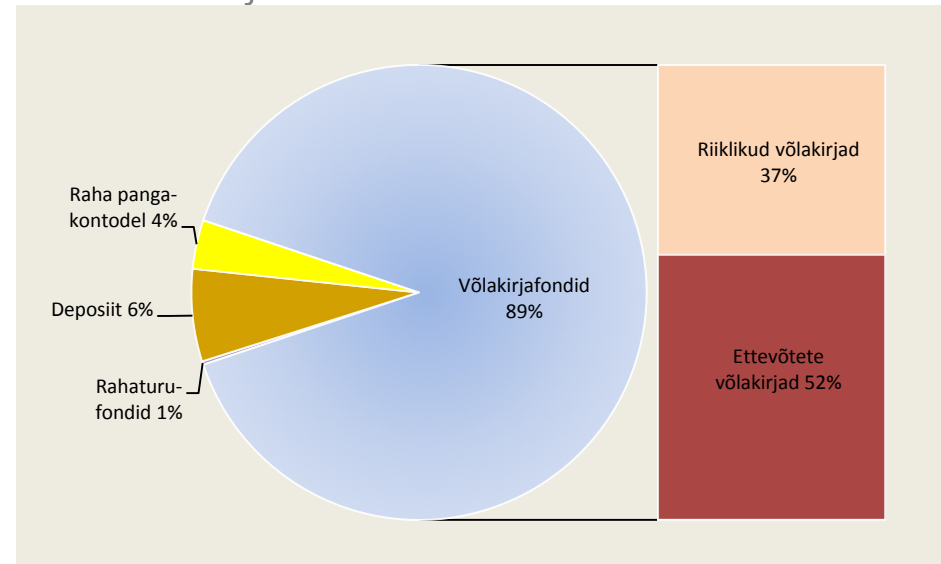 Riiklikud võlakirjad
37%
Raha panga-
kontodel 4%
Võlakirjafondid
89%
Deposiit 6%
Ettevõtete
võlakirjad 52%
Rahaturu-
fondid 1%